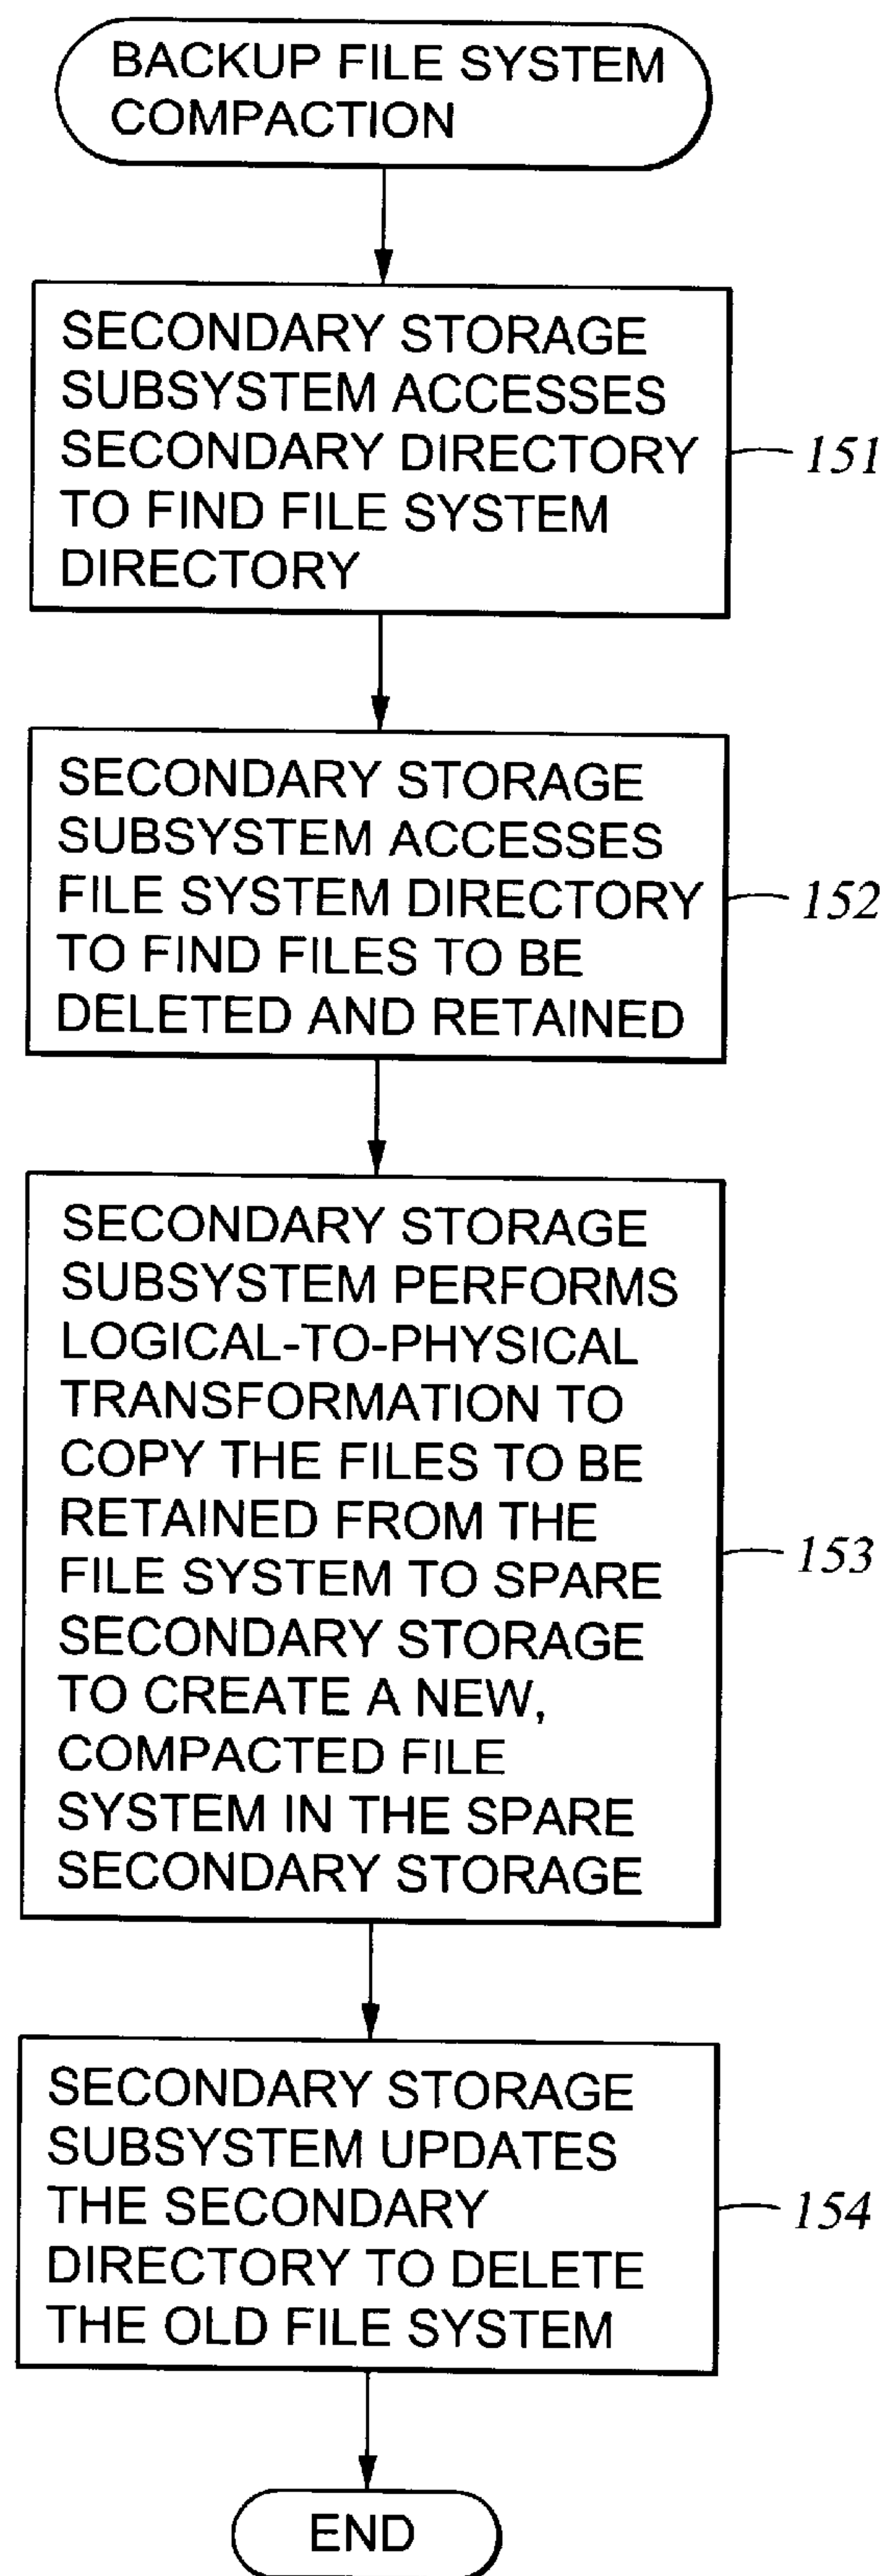 BACKUP FILE SYSTEM
COMPACTION
SECONDARY STORAGE
SUBSYSTEM ACCESSES
SECONDARY DIRECTORY
TO FIND FILE SYSTEM
DIRECTORY
151
SECONDARY STORAGE
SUBSYSTEM ACCESSES
FILE SYSTEM DIRECTORY
TO FIND FILES TO BE
DELETED AND RETAINED
152
SECONDARY STORAGE
SUBSYSTEM PERFORMS
LOGICAL-TO-PHYSICAL
TRANSFORMATION TO
COPY THE FILES TO BE
RETAINED FROM THE
FILE SYSTEM TO SPARE
SECONDARY STORAGE
TO CREATE A NEW,
COMPACTED FILE
SYSTEM IN THE SPARE
SECONDARY STORAGE
153
SECONDARY STORAGE
SUBSYSTEM UPDATES
THE SECONDARY
DIRECTORY TO DELETE
THE OLD FILE SYSTEM
154
END